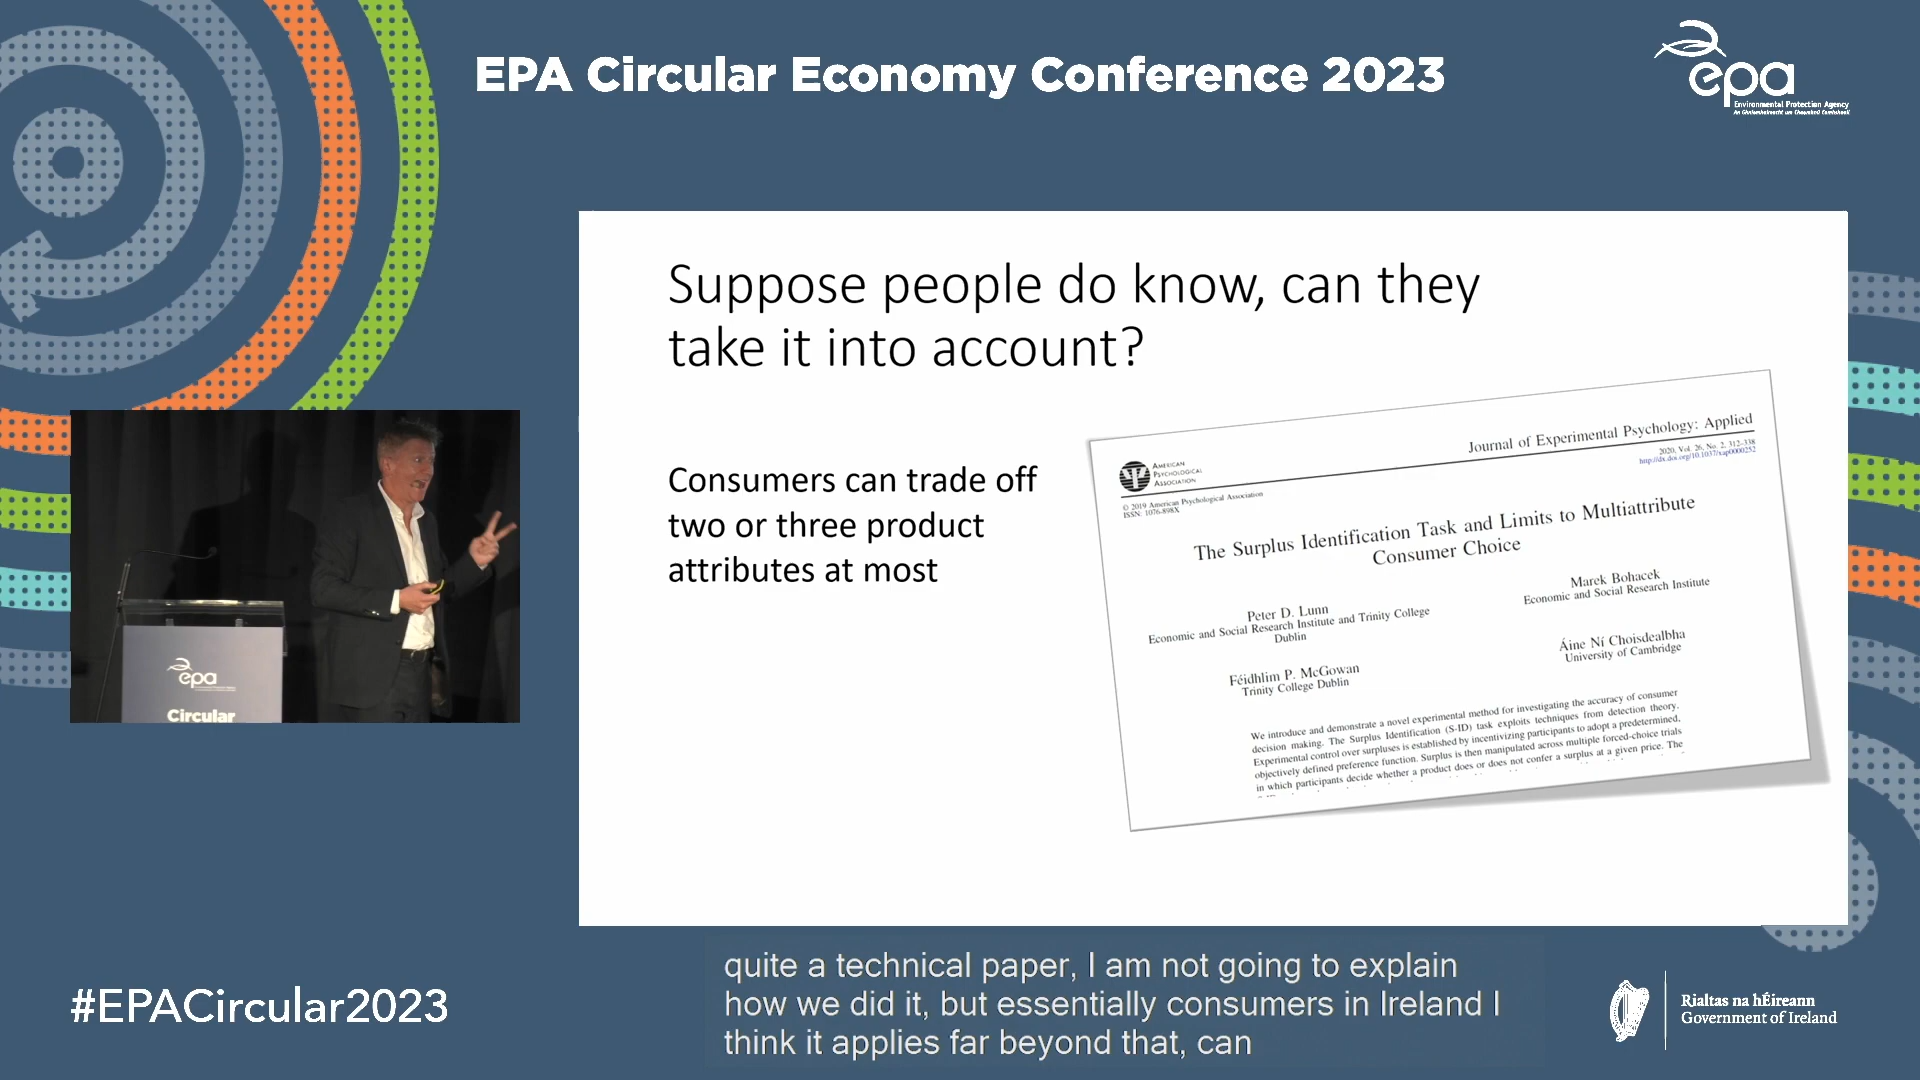 EPA Circular Economy Conference 2023
epa
Environmental Protection Agency
Suppose people do know, can they
take it into account?
Consumers can trade off
two or three product
attributes at most
Journal of Experimental Psychology: Applied
AMERICAN
PSYCHOLOGICAL
ASSOCIATION
© 2019 American Psychological Association
ISSN: 1076-898X
2020, Vol. 26, No. 2, 312–338
http://dx.doi.org/10.1037/xap0000252
The Surplus Identification Task and Limits to Multiattribute
Consumer Choice
Peter D. Lunn
Economic and Social Research Institute and Trinity College
Dublin
Marek Bohacek
Economic and Social Research Institute
Féidhlim P. McGowan
Trinity College Dublin
Áine Ní Choisdealbha
University of Cambridge
We introduce and demonstrate a novel experimental method for investigating the accuracy of consumer
decision making. The Surplus Identification (S-ID) task exploits techniques from detection theory.
Experimental control over surpluses is established by incentivizing participants to adopt a predetermined,
objectively defined preference function. Surplus is then manipulated across multiple forced-choice trials
in which participants decide whether a product does or does not confer a surplus at a given price. The
epa
Circular
#EPACircular2023
quite a technical paper, I am not going to explain
how we did it, but essentially consumers in Ireland I
think it applies far beyond that, can
Rialtas na hÉireann
Government of Ireland